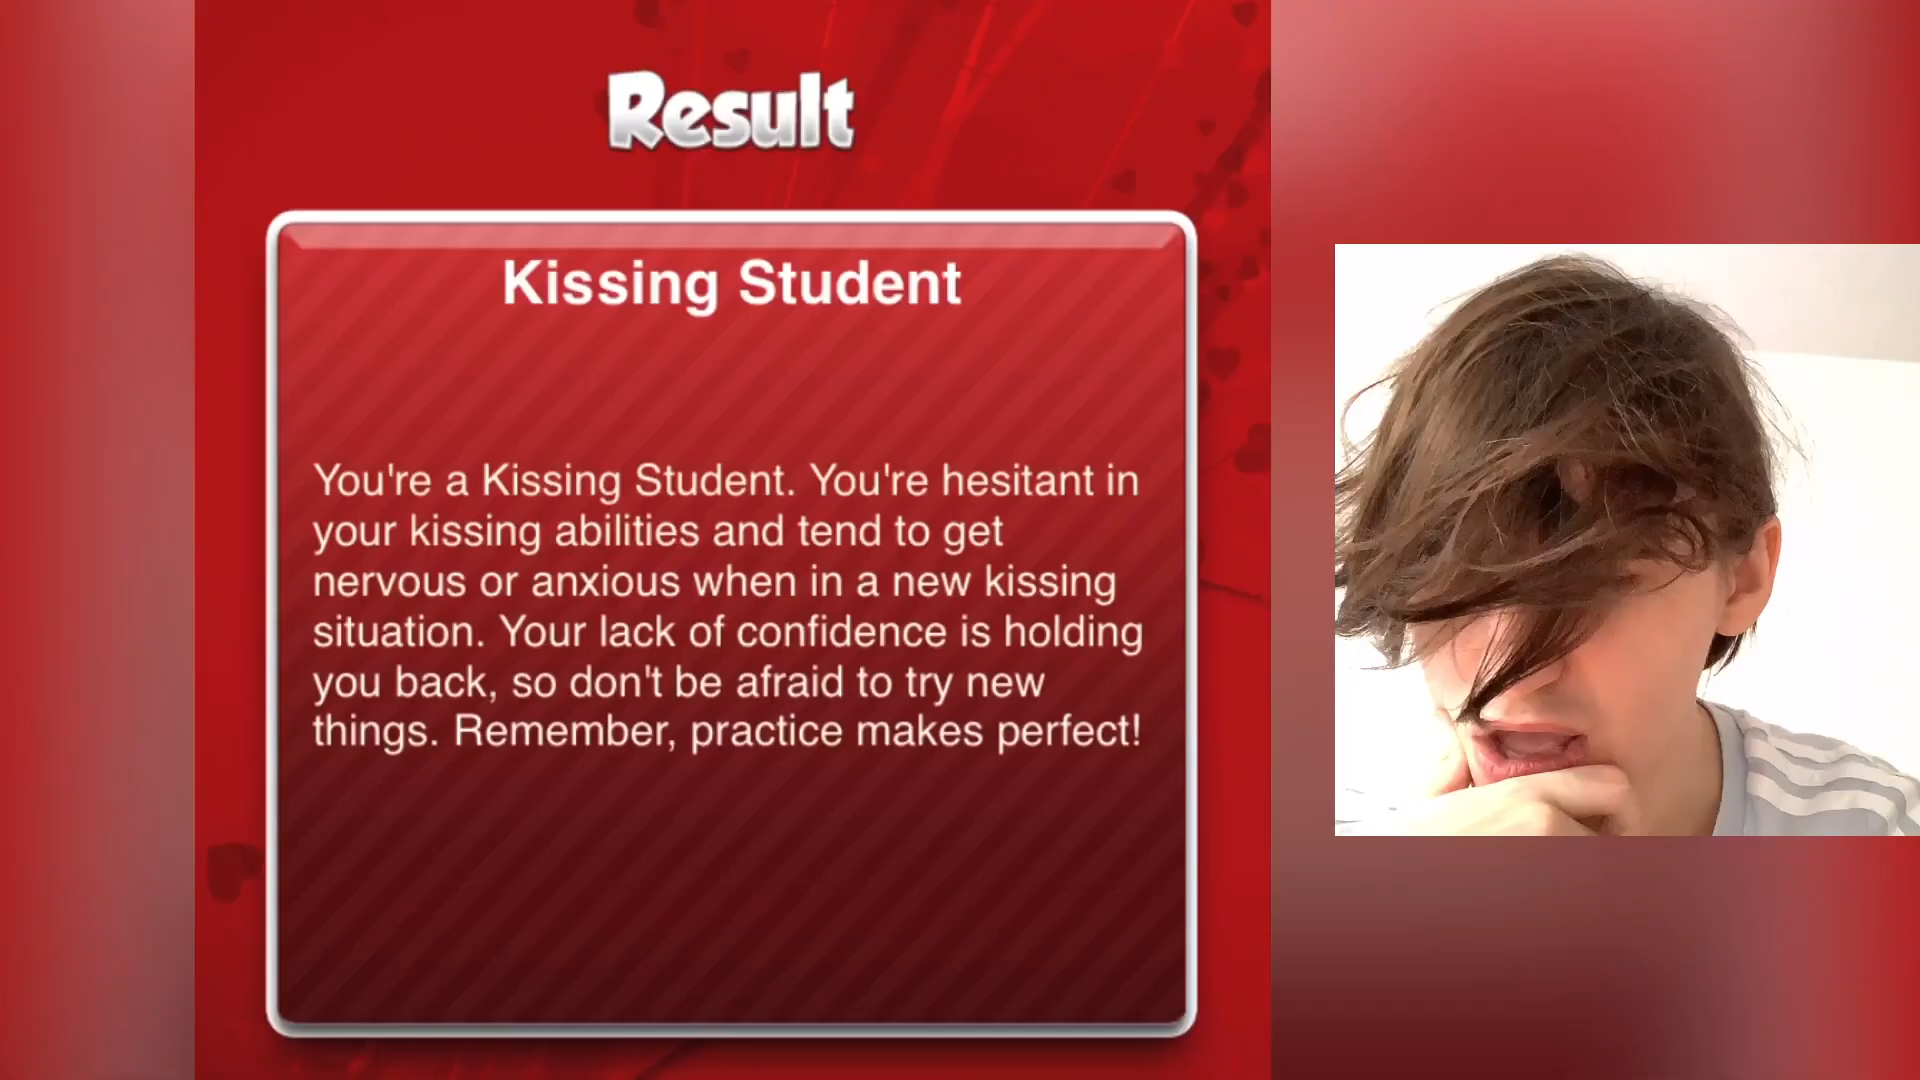 Result
Kissing Student
You're a Kissing Student. You're hesitant in
your kissing abilities and tend to get
nervous or anxious when in a new kissing
situation. Your lack of confidence is holding
you back, so don't be afraid to try new
things. Remember, practice makes perfect!